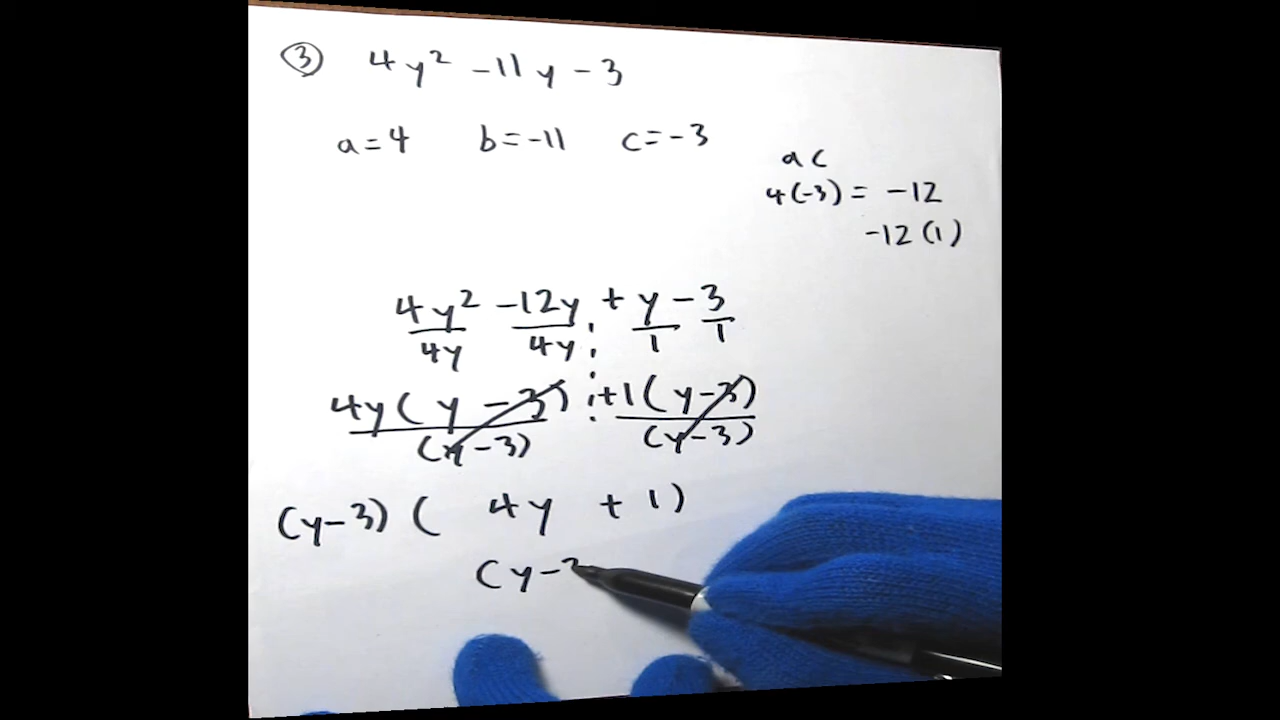 ③ 4y² -11y -3
a=4 b=-11 c=-3
ac
4(-3) = -12
-12(1)
4y² -12y + y - 3
4y 4y 1 1
4y(y-3) +1(y-3)
(y-3) (y-3)
(y-3)(4y + 1)
(y-